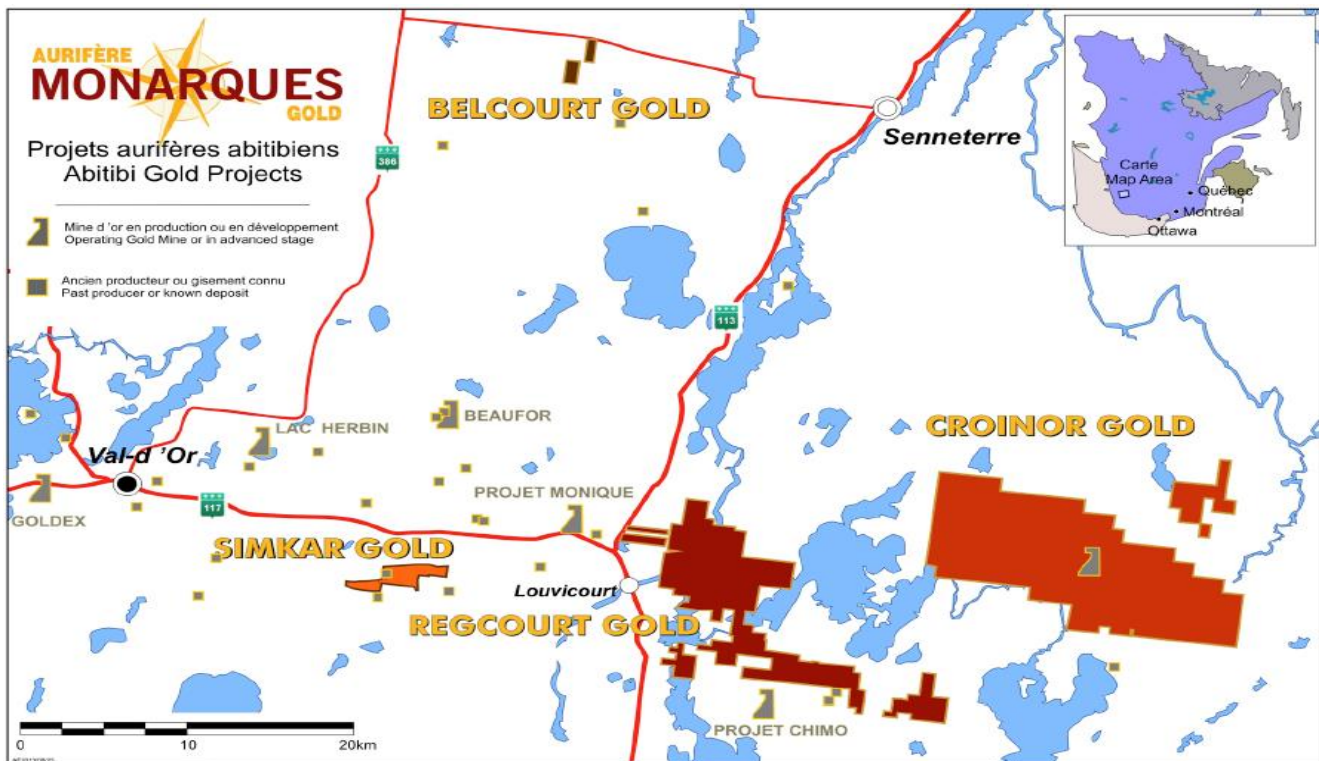 AURIFÈRE
MONARQUES
GOLD
Projets aurifères abitibiens
Abitibi Gold Projects
Mine d 'or en production ou en développement
Operating Gold Mine or in advanced stage
Ancien producteur ou gisement connu
Past producer or known deposit
386
BELCOURT GOLD
Senneterre
Carte
Map Area
Québec
Montréal
Ottawa
113
BEAUFOR
LAC HERBIN
CROINOR GOLD
Val-d 'Or
GOLDEX
117
PROJET MONIQUE
SIMKAR GOLD
Louvicourt
REGCOURT GOLD
PROJET CHIMO
0 10 20km